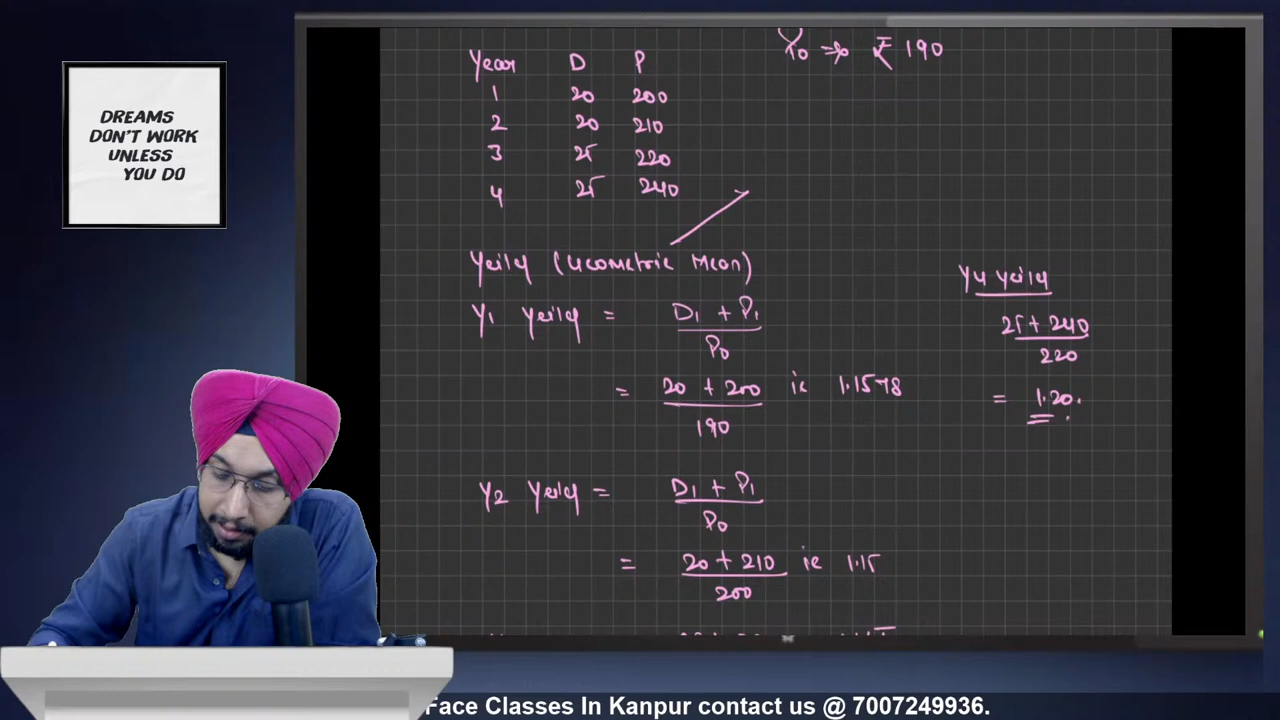 DREAMS
DON'T WORK
UNLESS
YOU DO
Y0 ⇒ ₹ 190
Year D P
1 20 200
2 20 210
3 25 220
4 25 240
Yeild (Geometric Mean)
Y1 Yeild = D1 + P1 / P0
= 20 + 200 / 190 ie 1.1578
Y2 Yeild = D1 + P1 / P0
= 20 + 210 / 200 ie 1.15
Y4 Yeild
25 + 240 / 220
= 1.20.
Face Classes In Kanpur contact us @ 7007249936.